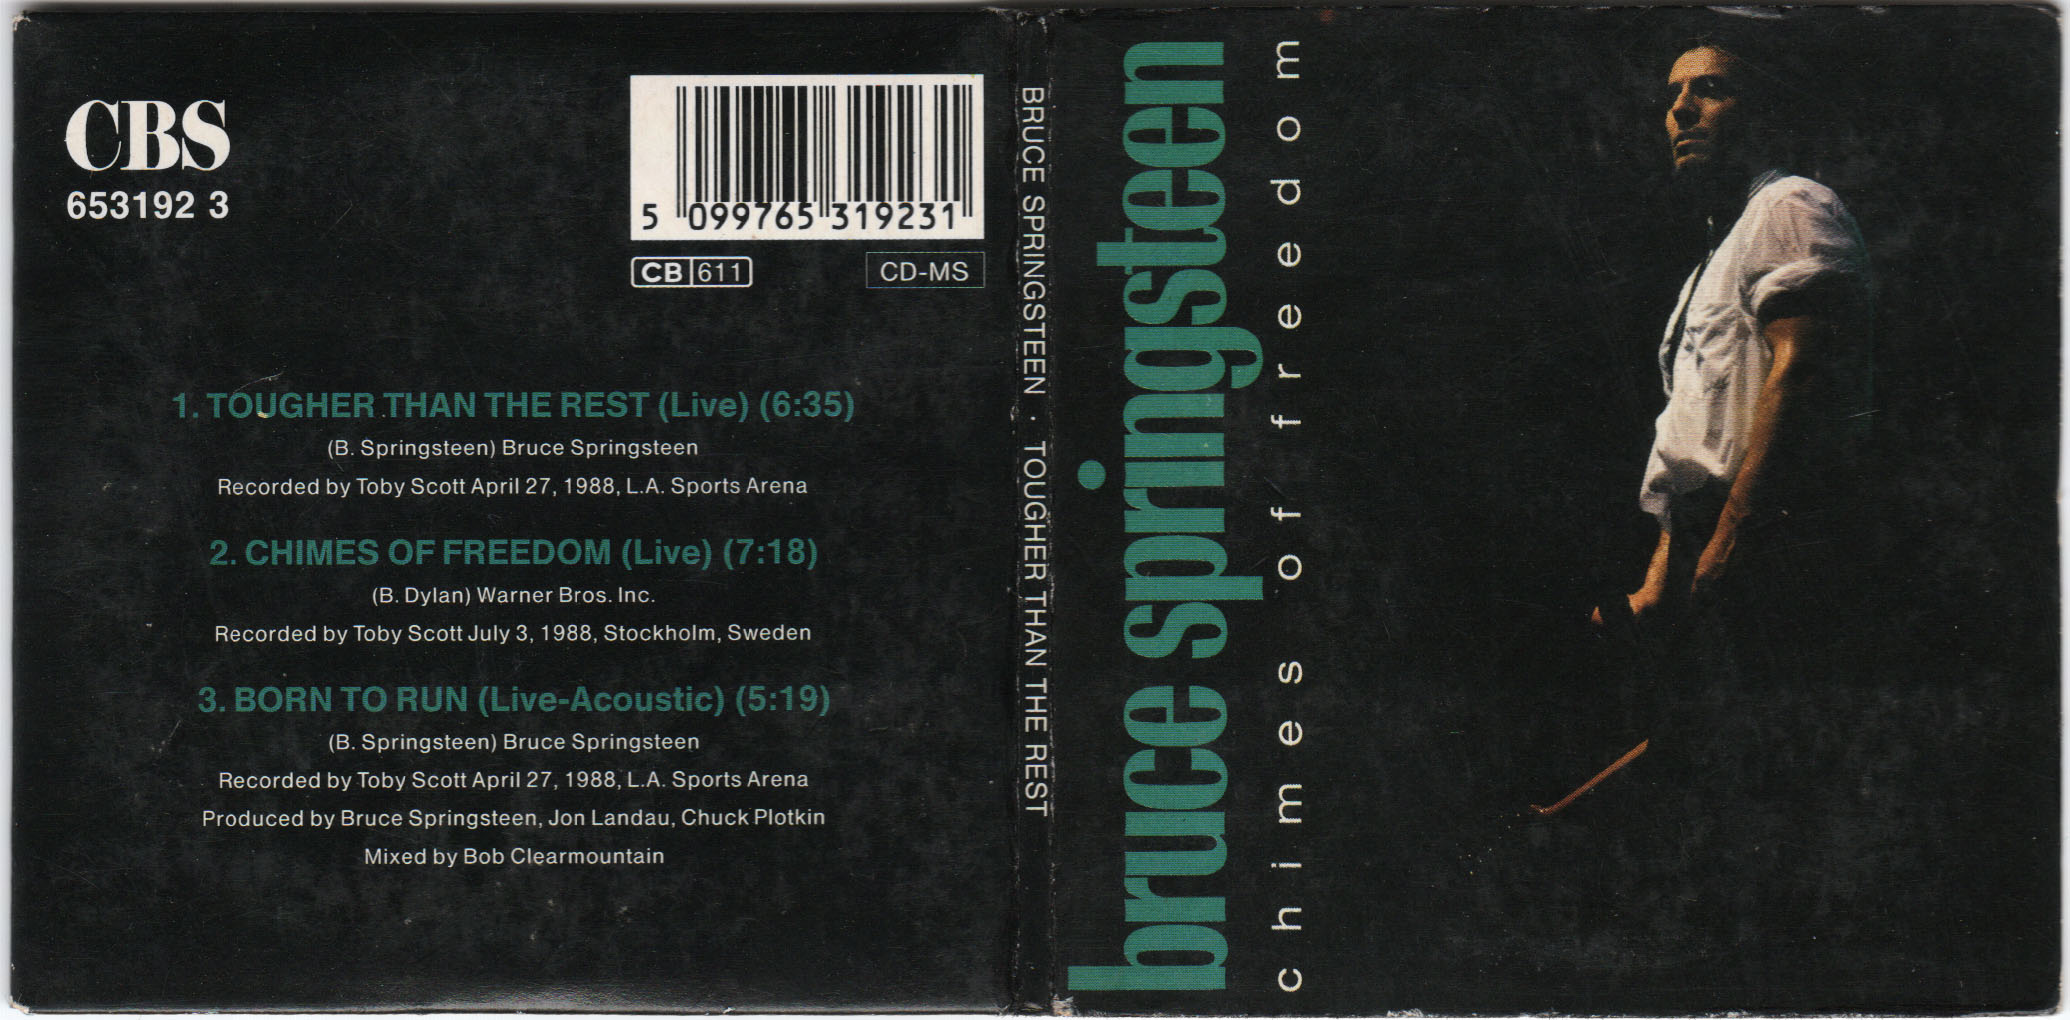 CBS
653192 3
5 099765 319231
CB 611
CD-MS
1. TOUGHER THAN THE REST (Live) (6:35)
(B. Springsteen) Bruce Springsteen
Recorded by Toby Scott April 27, 1988, L.A. Sports Arena
2. CHIMES OF FREEDOM (Live) (7:18)
(B. Dylan) Warner Bros. Inc.
Recorded by Toby Scott July 3, 1988, Stockholm, Sweden
3. BORN TO RUN (Live-Acoustic) (5:19)
(B. Springsteen) Bruce Springsteen
Recorded by Toby Scott April 27, 1988, L.A. Sports Arena
Produced by Bruce Springsteen, Jon Landau, Chuck Plotkin
Mixed by Bob Clearmountain
BRUCE SPRINGSTEEN · TOUGHER THAN THE REST
bruce springsteen
chimes of freedom